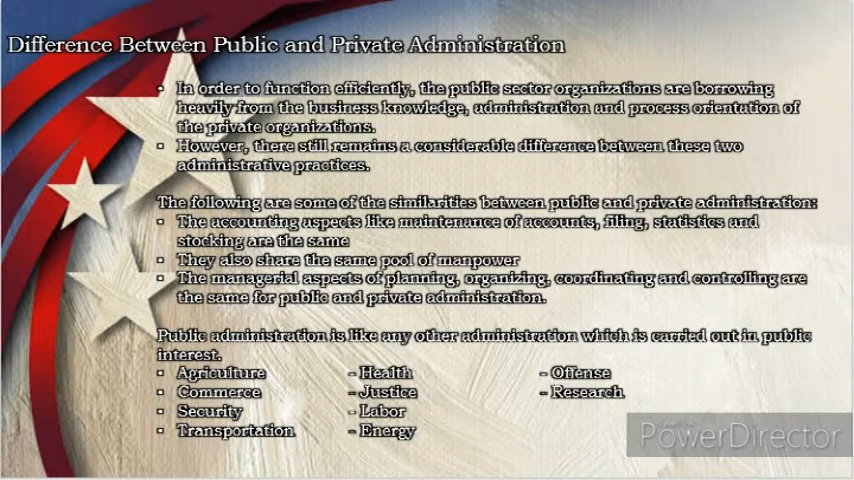 Difference Between Public and Private Administration
• In order to function efficiently, the public sector organizations are borrowing
heavily from the business knowledge, administration and process orientation of
the private organizations.
• However, there still remains a considerable difference between these two
administrative practices.
The following are some of the similarities between public and private administration:
• The accounting aspects like maintenance of accounts, filing, statistics and
stocking are the same
• They also share the same pool of manpower
• The managerial aspects of planning, organizing, coordinating and controlling are
the same for public and private administration.
Public administration is like any other administration which is carried out in public
interest.
• Agriculture - Health - Offense
• Commerce - Justice - Research
• Security - Labor
• Transportation - Energy
PowerDirector